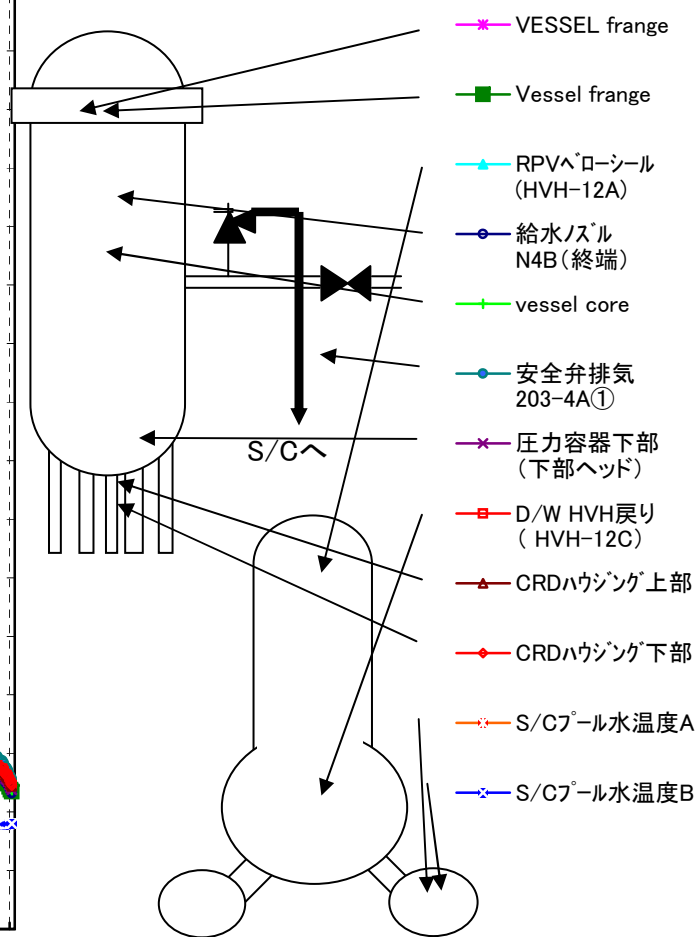 VESSEL frange
Vessel frange
RPVベローシール
(HVH-12A)
給水ノズル
N4B(終端)
vessel core
安全弁排気
203-4A①
S/Cへ
圧力容器下部
(下部ヘッド)
D/W HVH戻り
( HVH-12C)
CRDハウジング上部
CRDハウジング下部
S/Cプール水温度A
S/Cプール水温度B